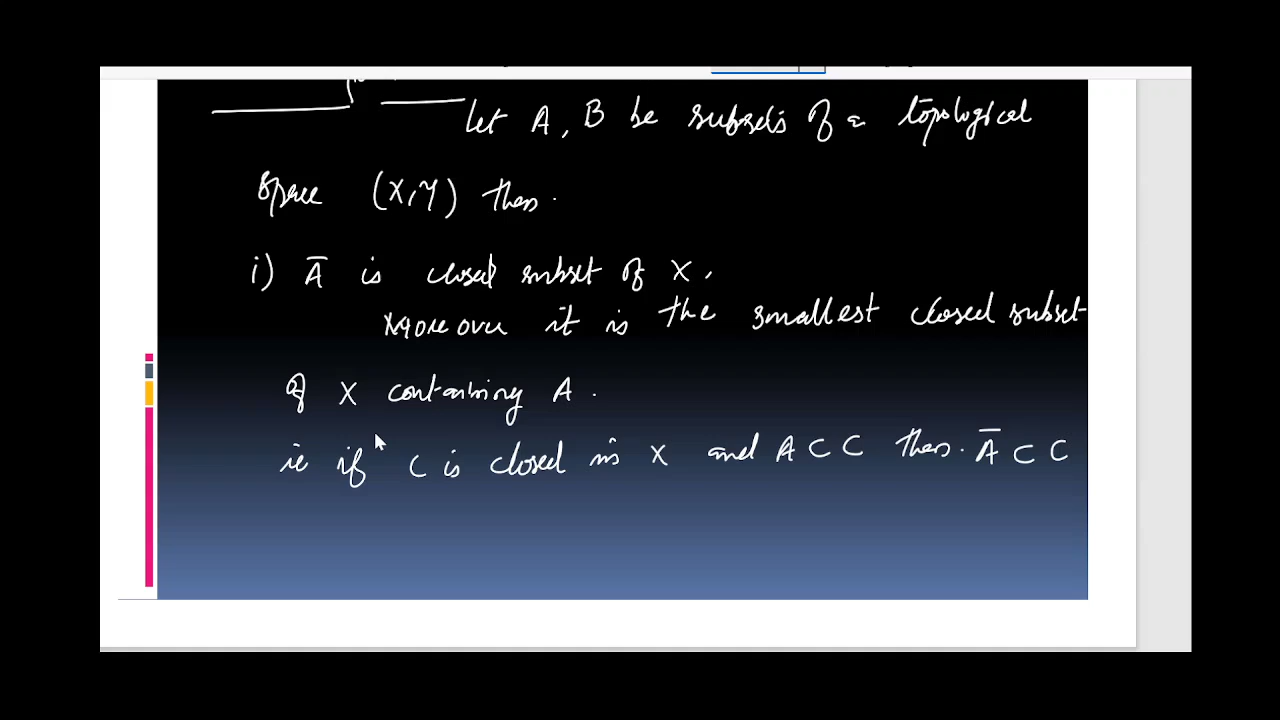 let A, B be subsets of a topological
space (X, Y) then.
i) A̅ is closed subset of X,
Moreover it is the smallest closed subset
of X containing A.
ie if C is closed in X and A ⊂ C then. A̅ ⊂ C